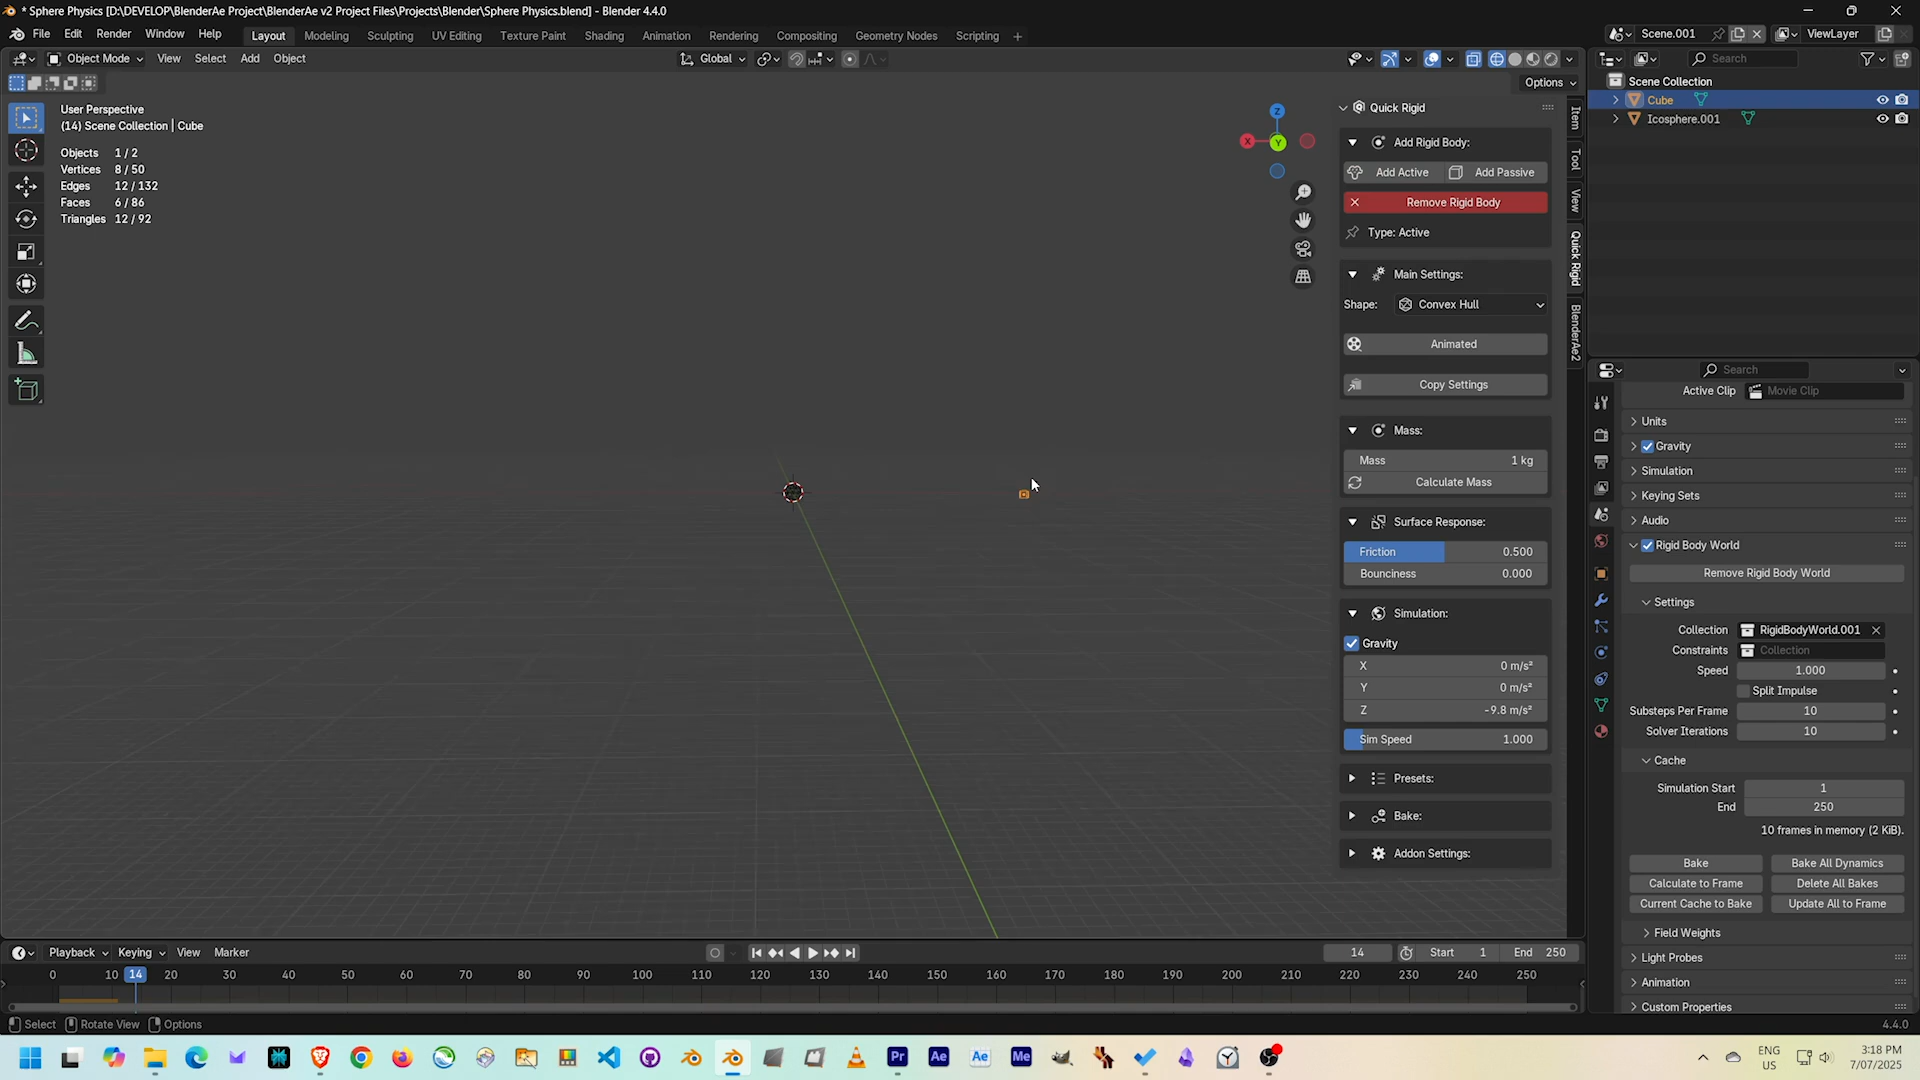 * Sphere Physics [D:\DEVELOP\BlenderAe Project\BlenderAe v2 Project Files\Projects\Blender\Sphere Physics.blend] - Blender 4.4.0
File Edit Render Window Help Layout Modeling Sculpting UV Editing Texture Paint Shading Animation Rendering Compositing Geometry Nodes Scripting + Scene.001 ViewLayer
Object Mode View Select Add Object Global Search
Options
User Perspective
(14) Scene Collection | Cube
Objects 1 / 2
Vertices 8 / 50
Edges 12 / 132
Faces 6 / 86
Triangles 12 / 92
Z
X
Y
Quick Rigid
Add Rigid Body:
Add Active Add Passive
Remove Rigid Body
Type: Active
Main Settings:
Shape: Convex Hull
Animated
Copy Settings
Mass:
Mass 1 kg
Calculate Mass
Surface Response:
Friction 0.500
Bounciness 0.000
Simulation:
Gravity
X 0 m/s²
Y 0 m/s²
Z -9.8 m/s²
Sim Speed 1.000
Presets:
Bake:
Addon Settings:
Item
Tool
View
Quick Rigid
BlenderAe2
Scene Collection
Cube
Icosphere.001
Search
Active Clip Movie Clip
Units
Gravity
Simulation
Keying Sets
Audio
Rigid Body World
Remove Rigid Body World
Settings
Collection RigidBodyWorld.001
Constraints Collection
Speed 1.000
Split Impulse
Substeps Per Frame 10
Solver Iterations 10
Cache
Simulation Start 1
End 250
10 frames in memory (2 KiB).
Bake Bake All Dynamics
Calculate to Frame Delete All Bakes
Current Cache to Bake Update All to Frame
Field Weights
Light Probes
Animation
Custom Properties
Playback Keying View Marker 14 Start 1 End 250
0 10 14 20 30 40 50 60 70 80 90 100 110 120 130 140 150 160 170 180 190 200 210 220 230 240 250
Select Rotate View Options 4.4.0
Pr Ae Ae Me
ENG
US
3:18 PM
7/07/2025